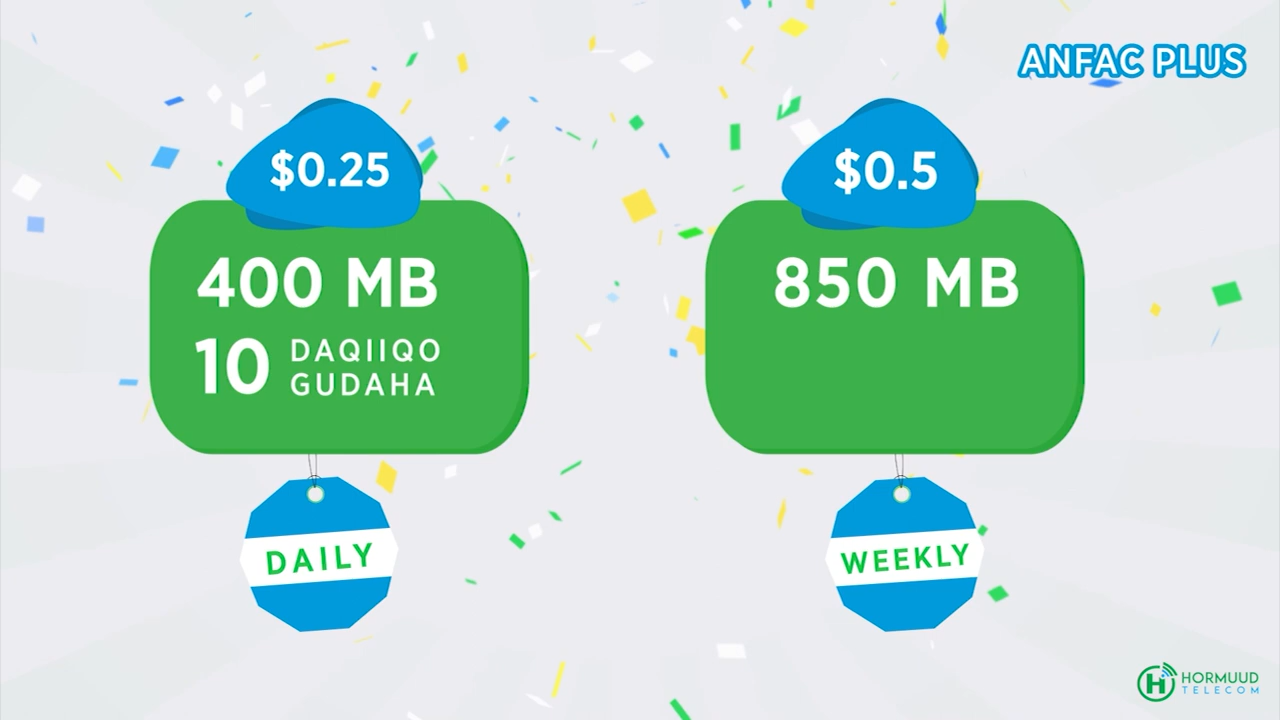 ANFAC PLUS
$0.25
400 MB
10 DAQIIQO
GUDAHA
DAILY
$0.5
850 MB
WEEKLY
HORMUUD
TELECOM